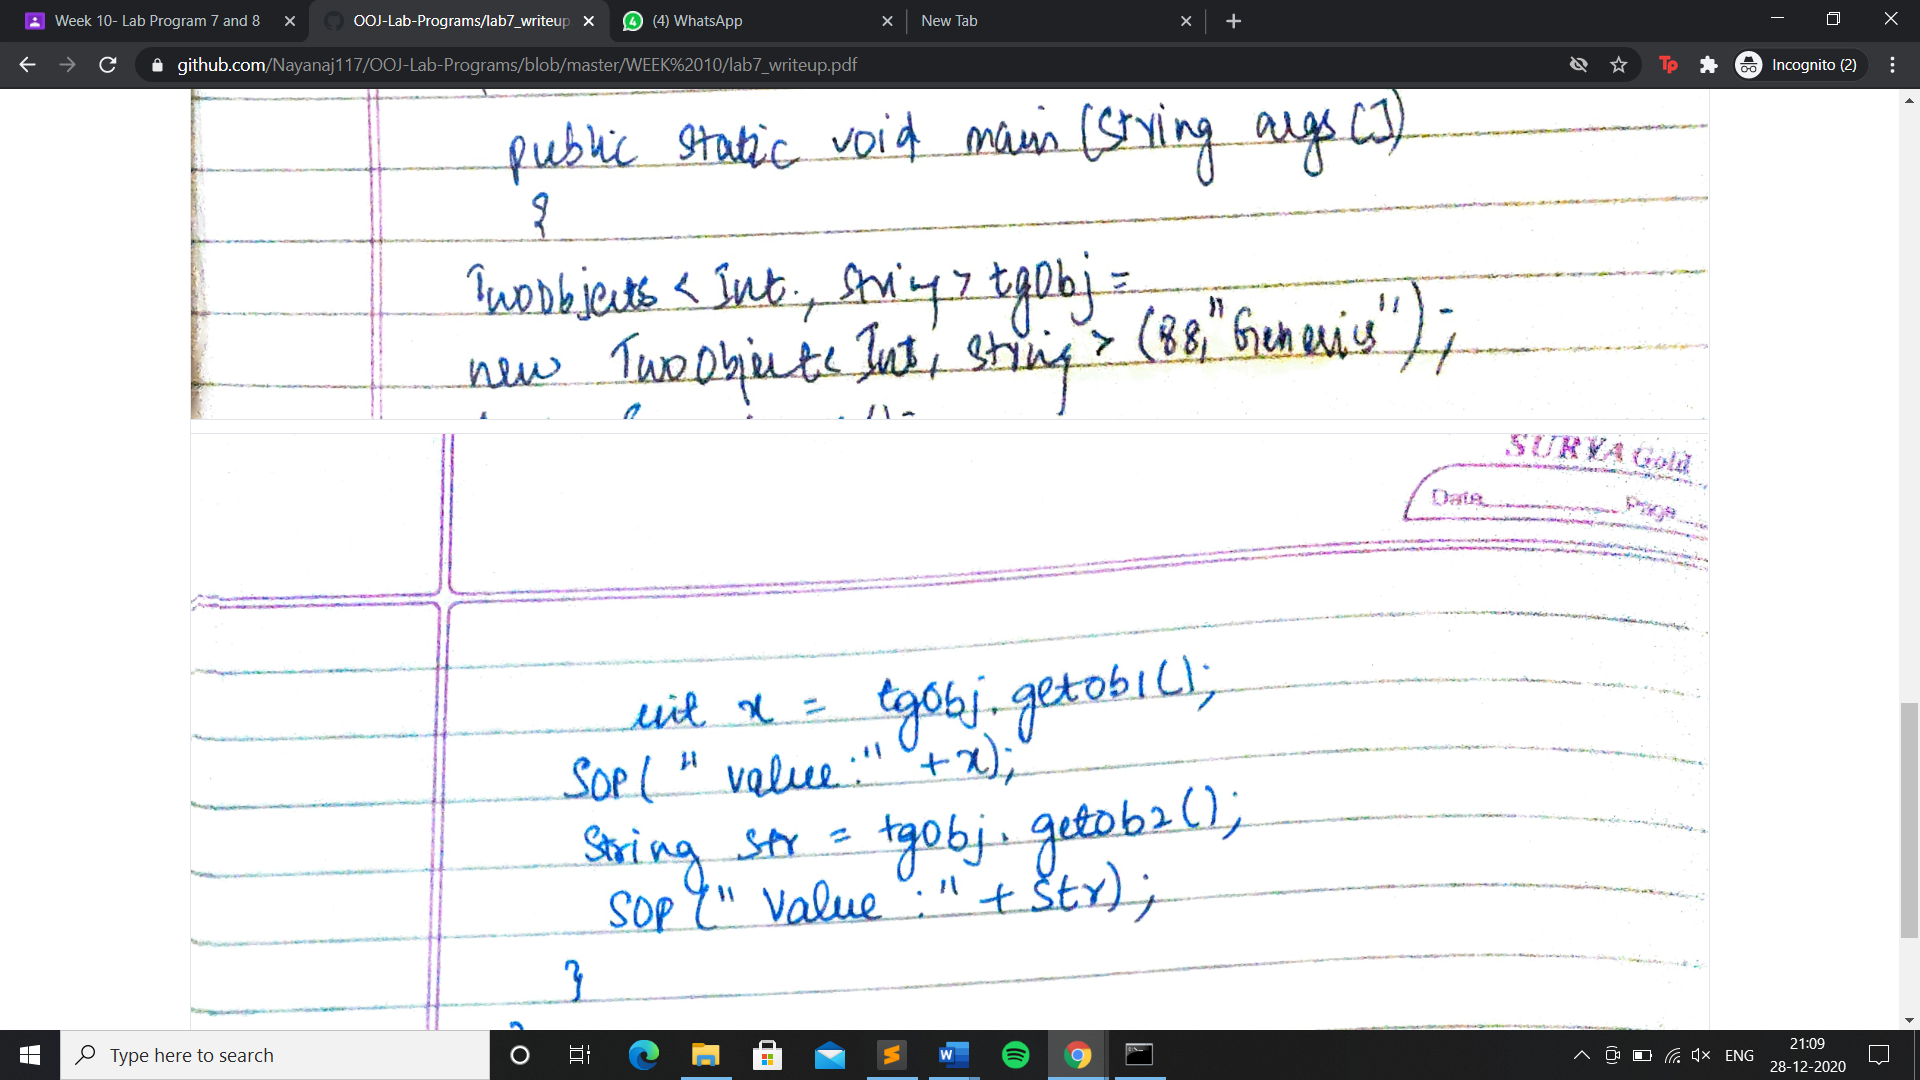 Week 10- Lab Program 7 and 8
OOJ-Lab-Programs/lab7_writeup
(4) WhatsApp
New Tab
github.com/Nayanaj117/OOJ-Lab-Programs/blob/master/WEEK%2010/lab7_writeup.pdf
Incognito (2)
public static void main (String args [])
{
TwoObjects < Int , String > tgObj =
new TwoObject < Int , String > (88, "Generics") ;
SURYA Gold
Date Page
int x = tgObj. getob1( );
SOP( " value :" + x);
String str = tgObj. getob2 ( );
SOP (" Value :" + str) ;
}
Type here to search
ENG
21:09
28-12-2020